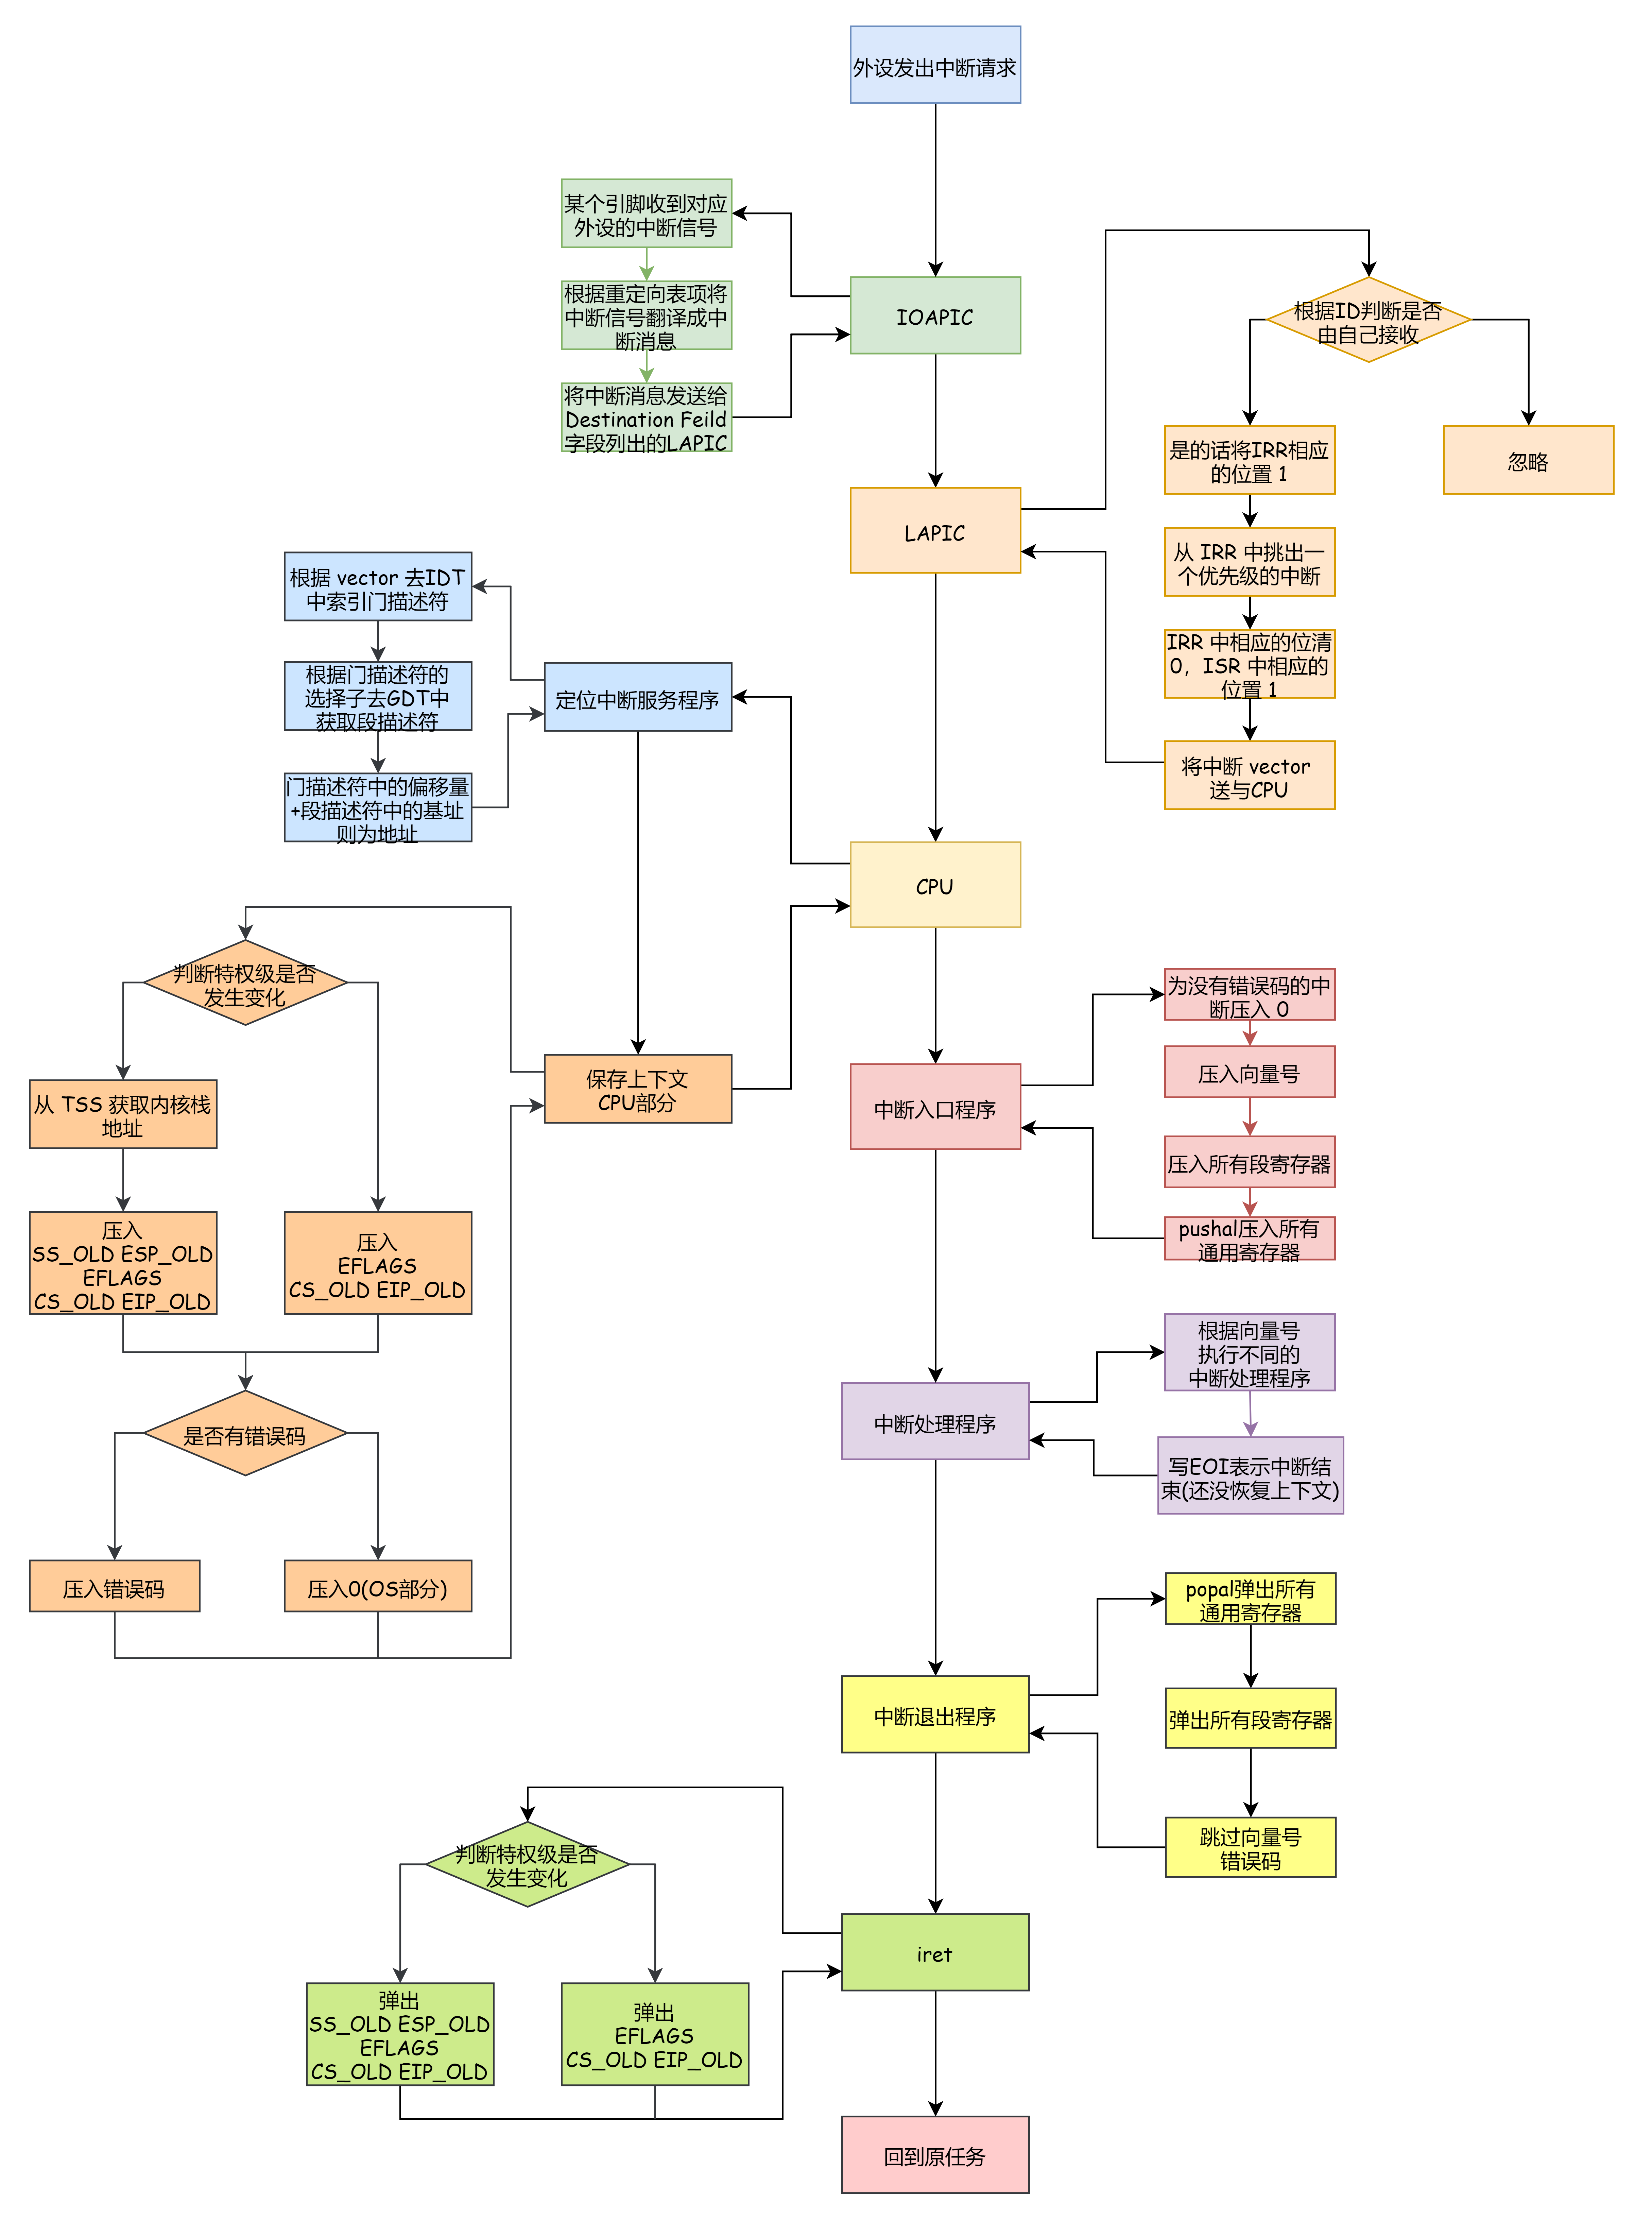 外设发出中断请求
某个引脚收到对应
外设的中断信号
根据重定向表项将
中断信号翻译成中
断消息
将中断消息发送给
Destination Feild
字段列出的LAPIC
IOAPIC
根据ID判断是否
由自己接收
是的话将IRR相应
的位置 1
忽略
从 IRR 中挑出一
个优先级的中断
IRR 中相应的位清
0，ISR 中相应的
位置 1
将中断 vector
送与CPU
LAPIC
根据 vector 去IDT
中索引门描述符
根据门描述符的
选择子去GDT中
获取段描述符
门描述符中的偏移量
+段描述符中的基址
则为地址
定位中断服务程序
CPU
判断特权级是否
发生变化
从 TSS 获取内核栈
地址
压入
SS_OLD ESP_OLD
EFLAGS
CS_OLD EIP_OLD
压入
EFLAGS
CS_OLD EIP_OLD
是否有错误码
压入错误码
压入0(OS部分)
保存上下文
CPU部分
中断入口程序
为没有错误码的中
断压入 0
压入向量号
压入所有段寄存器
pushal压入所有
通用寄存器
中断处理程序
根据向量号
执行不同的
中断处理程序
写EOI表示中断结
束(还没恢复上下文)
中断退出程序
popal弹出所有
通用寄存器
弹出所有段寄存器
跳过向量号
错误码
判断特权级是否
发生变化
弹出
SS_OLD ESP_OLD
EFLAGS
CS_OLD EIP_OLD
弹出
EFLAGS
CS_OLD EIP_OLD
iret
回到原任务